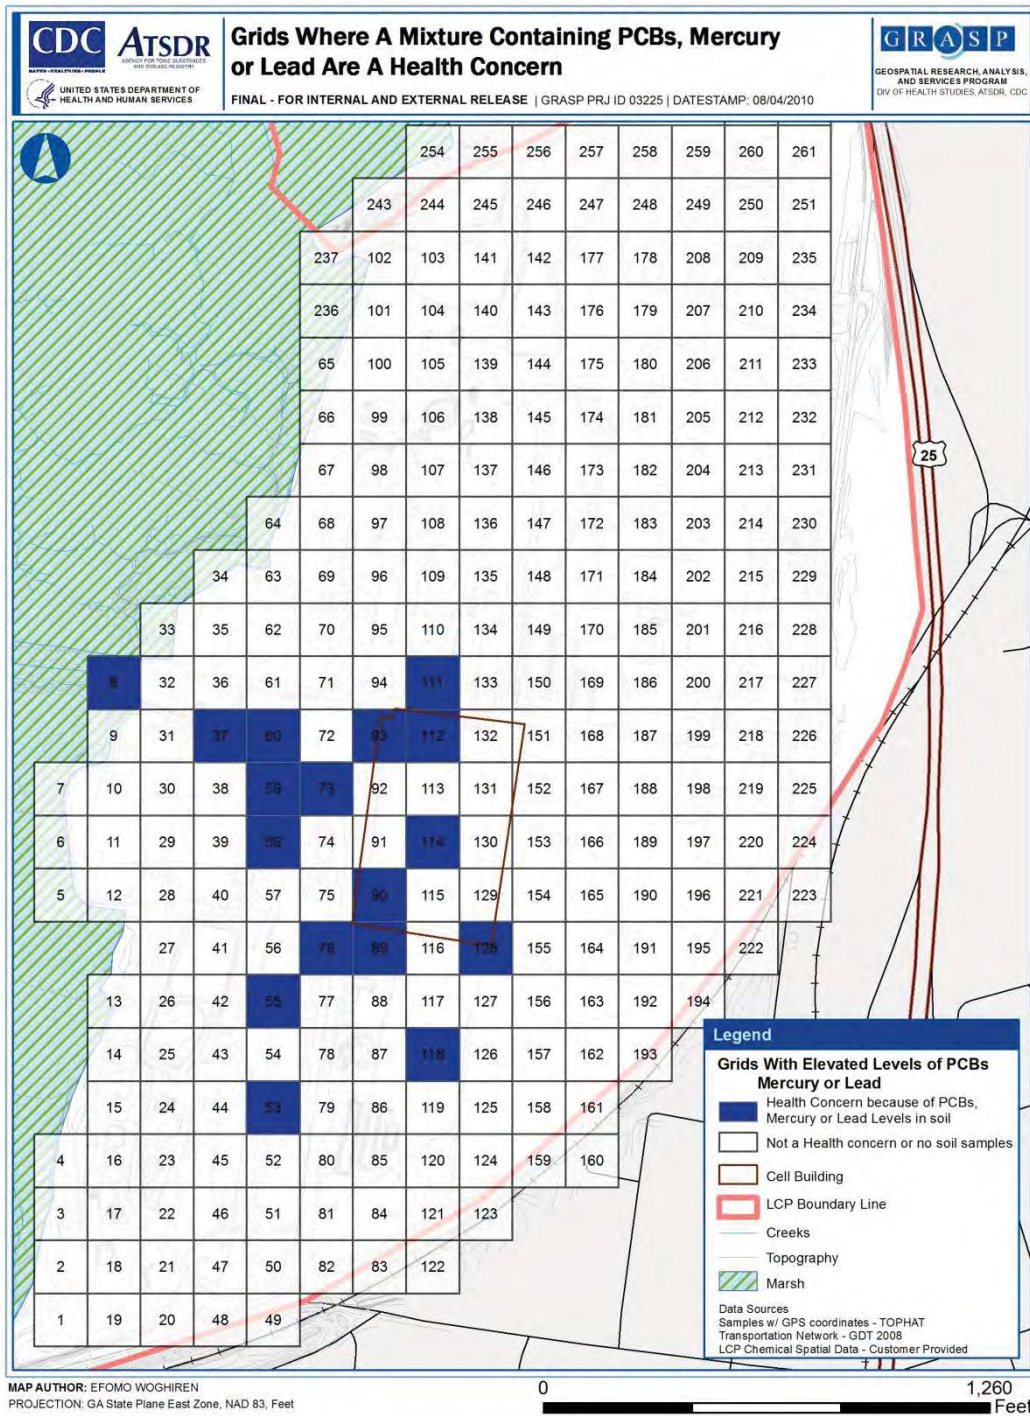 CDC
ATSDR
AGENCY FOR TOXIC SUBSTANCES
AND DISEASE REGISTRY
SAFER • HEALTHIER • PEOPLE
UNITED STATES DEPARTMENT OF
HEALTH AND HUMAN SERVICES
Grids Where A Mixture Containing PCBs, Mercury
or Lead Are A Health Concern
FINAL - FOR INTERNAL AND EXTERNAL RELEASE | GRASP PRJ ID 03225 | DATESTAMP: 08/04/2010
GRASP
GEOSPATIAL RESEARCH, ANALYSIS,
AND SERVICES PROGRAM
DIV OF HEALTH STUDIES, ATSDR, CDC
254 255 256 257 258 259 260 261
243 244 245 246 247 248 249 250 251
237 102 103 141 142 177 178 208 209 235
236 101 104 140 143 176 179 207 210 234
65 100 105 139 144 175 180 206 211 233
66 99 106 138 145 174 181 205 212 232
25
67 98 107 137 146 173 182 204 213 231
64 68 97 108 136 147 172 183 203 214 230
34 63 69 96 109 135 148 171 184 202 215 229
33 35 62 70 95 110 134 149 170 185 201 216 228
8 32 36 61 71 94 111 133 150 169 186 200 217 227
9 31 37 60 72 93 112 132 151 168 187 199 218 226
7 10 30 38 59 73 92 113 131 152 167 188 198 219 225
6 11 29 39 58 74 91 114 130 153 166 189 197 220 224
5 12 28 40 57 75 90 115 129 154 165 190 196 221 223
27 41 56 76 89 116 128 155 164 191 195 222
13 26 42 55 77 88 117 127 156 163 192 194
14 25 43 54 78 87 118 126 157 162 193
15 24 44 53 79 86 119 125 158 161
4 16 23 45 52 80 85 120 124 159 160
3 17 22 46 51 81 84 121 123
2 18 21 47 50 82 83 122
1 19 20 48 49
Legend
Grids With Elevated Levels of PCBs
Mercury or Lead
Health Concern because of PCBs,
Mercury or Lead Levels in soil
Not a Health concern or no soil samples
Cell Building
LCP Boundary Line
Creeks
Topography
Marsh
Data Sources
Samples w/ GPS coordinates - TOPHAT
Transportation Network - GDT 2008
LCP Chemical Spatial Data - Customer Provided
MAP AUTHOR: EFOMO WOGHIREN
PROJECTION: GA State Plane East Zone, NAD 83, Feet
0 1,260
Feet